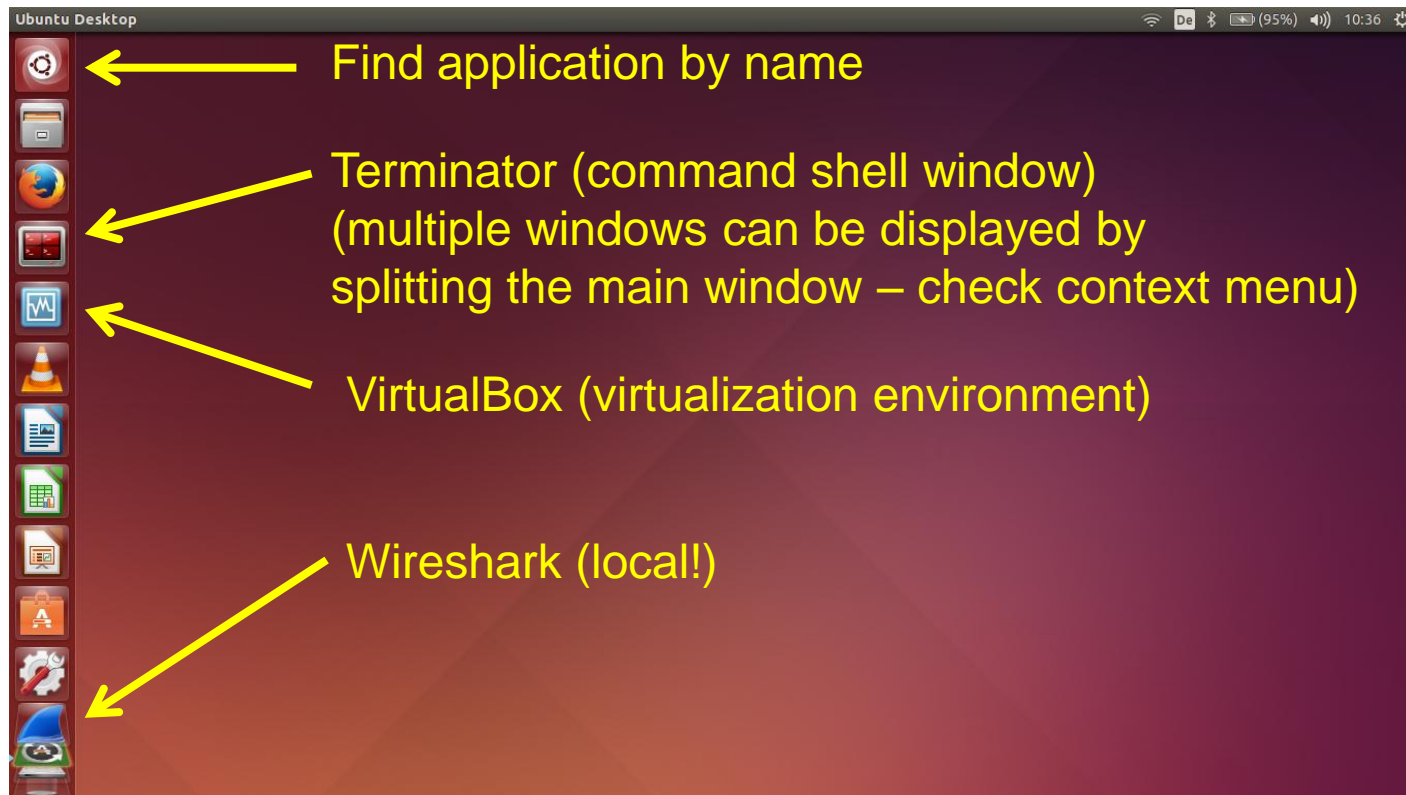 Ubuntu Desktop
De
(95%)
10:36
Find application by name
Terminator (command shell window)
(multiple windows can be displayed by
splitting the main window – check context menu)
VirtualBox (virtualization environment)
Wireshark (local!)